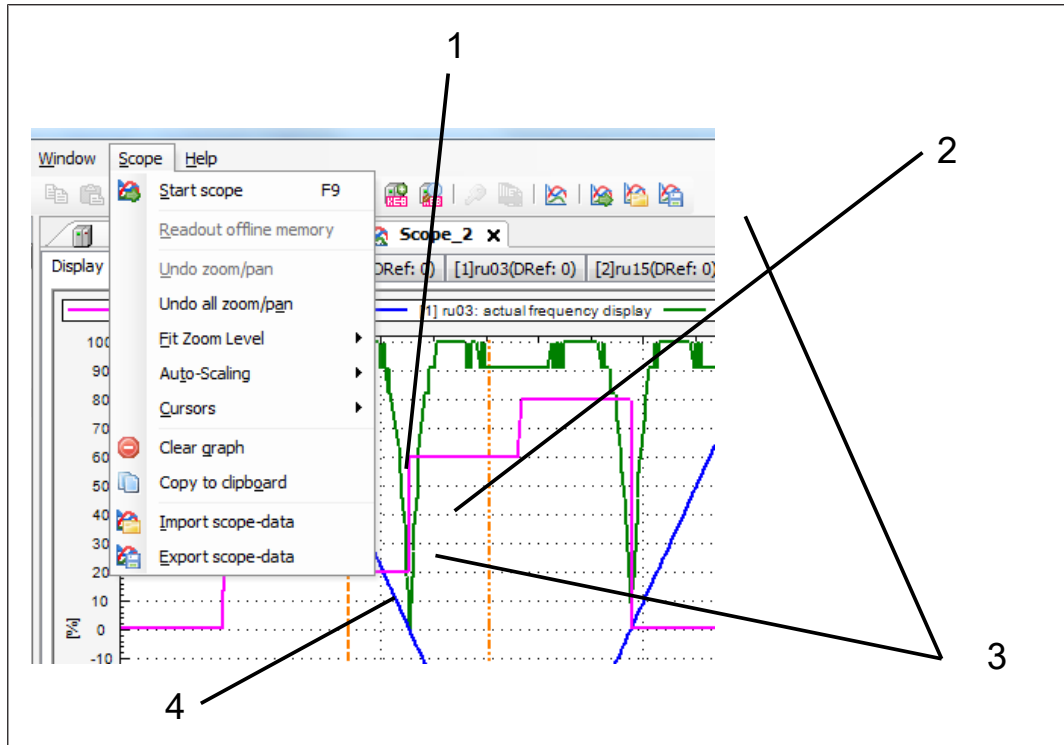 1
2
Window Scope Help
Start scope F9
KEB KEB
Readout offline memory
Scope_2 X
Display
Undo zoom/pan
DRef: 0) [1]ru03(DRef: 0) [2]ru15(DRef: 0)
Undo all zoom/pan
[1] ru03: actual frequency display
Fit Zoom Level
100
90
Auto-Scaling
80
Cursors
70
Clear graph
60
50
Copy to clipboard
40
Import scope-data
30
Export scope-data
20
10
0
-10
[%]
3
4